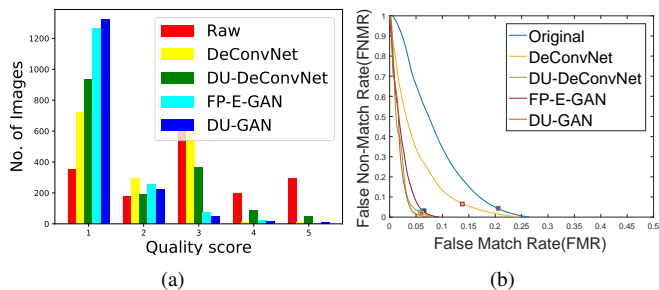 1200
1000
800
600
400
200
0
No. of Images
Raw
DeConvNet
DU-DeConvNet
FP-E-GAN
DU-GAN
1 2 3 4 5
Quality score
(a)
1
0.9
0.8
0.7
0.6
0.5
0.4
0.3
0.2
0.1
0
False Non-Match Rate(FNMR)
Original
DeConvNet
DU-DeConvNet
FP-E-GAN
DU-GAN
0 0.05 0.1 0.15 0.2 0.25 0.3 0.35 0.4 0.45 0.5
False Match Rate(FMR)
(b)